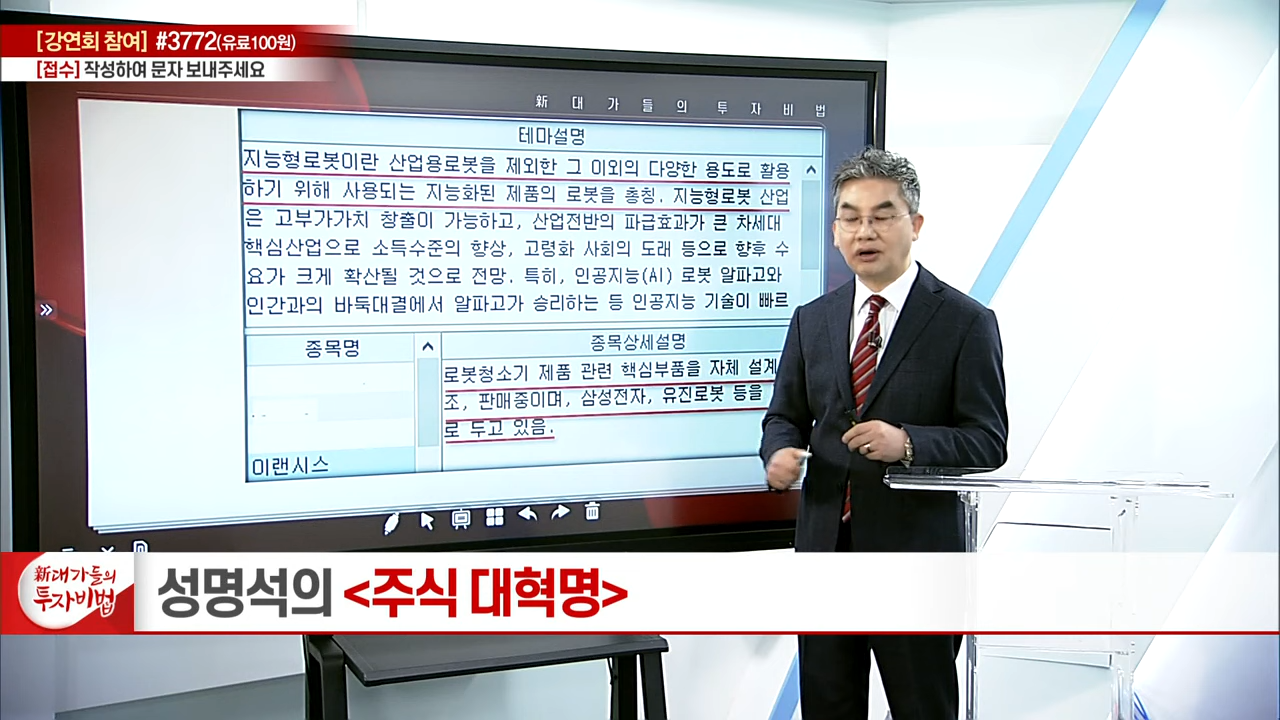 [강연회 참여] #3772(유료100원)
[접수] 작성하여 문자 보내주세요
新 대 가 들 의 투 자 비 법
테마설명
지능형로봇이란 산업용로봇을 제외한 그 이외의 다양한 용도로 활용
하기 위해 사용되는 지능화된 제품의 로봇을 총칭. 지능형로봇 산업
은 고부가가치 창출이 가능하고, 산업전반의 파급효과가 큰 차세대
핵심산업으로 소득수준의 향상, 고령화 사회의 도래 등으로 향후 수
요가 크게 확산될 것으로 전망. 특히, 인공지능(AI) 로봇 알파고와
인간과의 바둑대결에서 알파고가 승리하는 등 인공지능 기술이 빠르
종목명
종목상세설명
로봇청소기 제품 관련 핵심부품을 자체 설계
조, 판매중이며, 삼성전자, 유진로봇 등을
로 두고 있음.
이랜시스
新대가들의
투자비법
성명석의 <주식 대혁명>